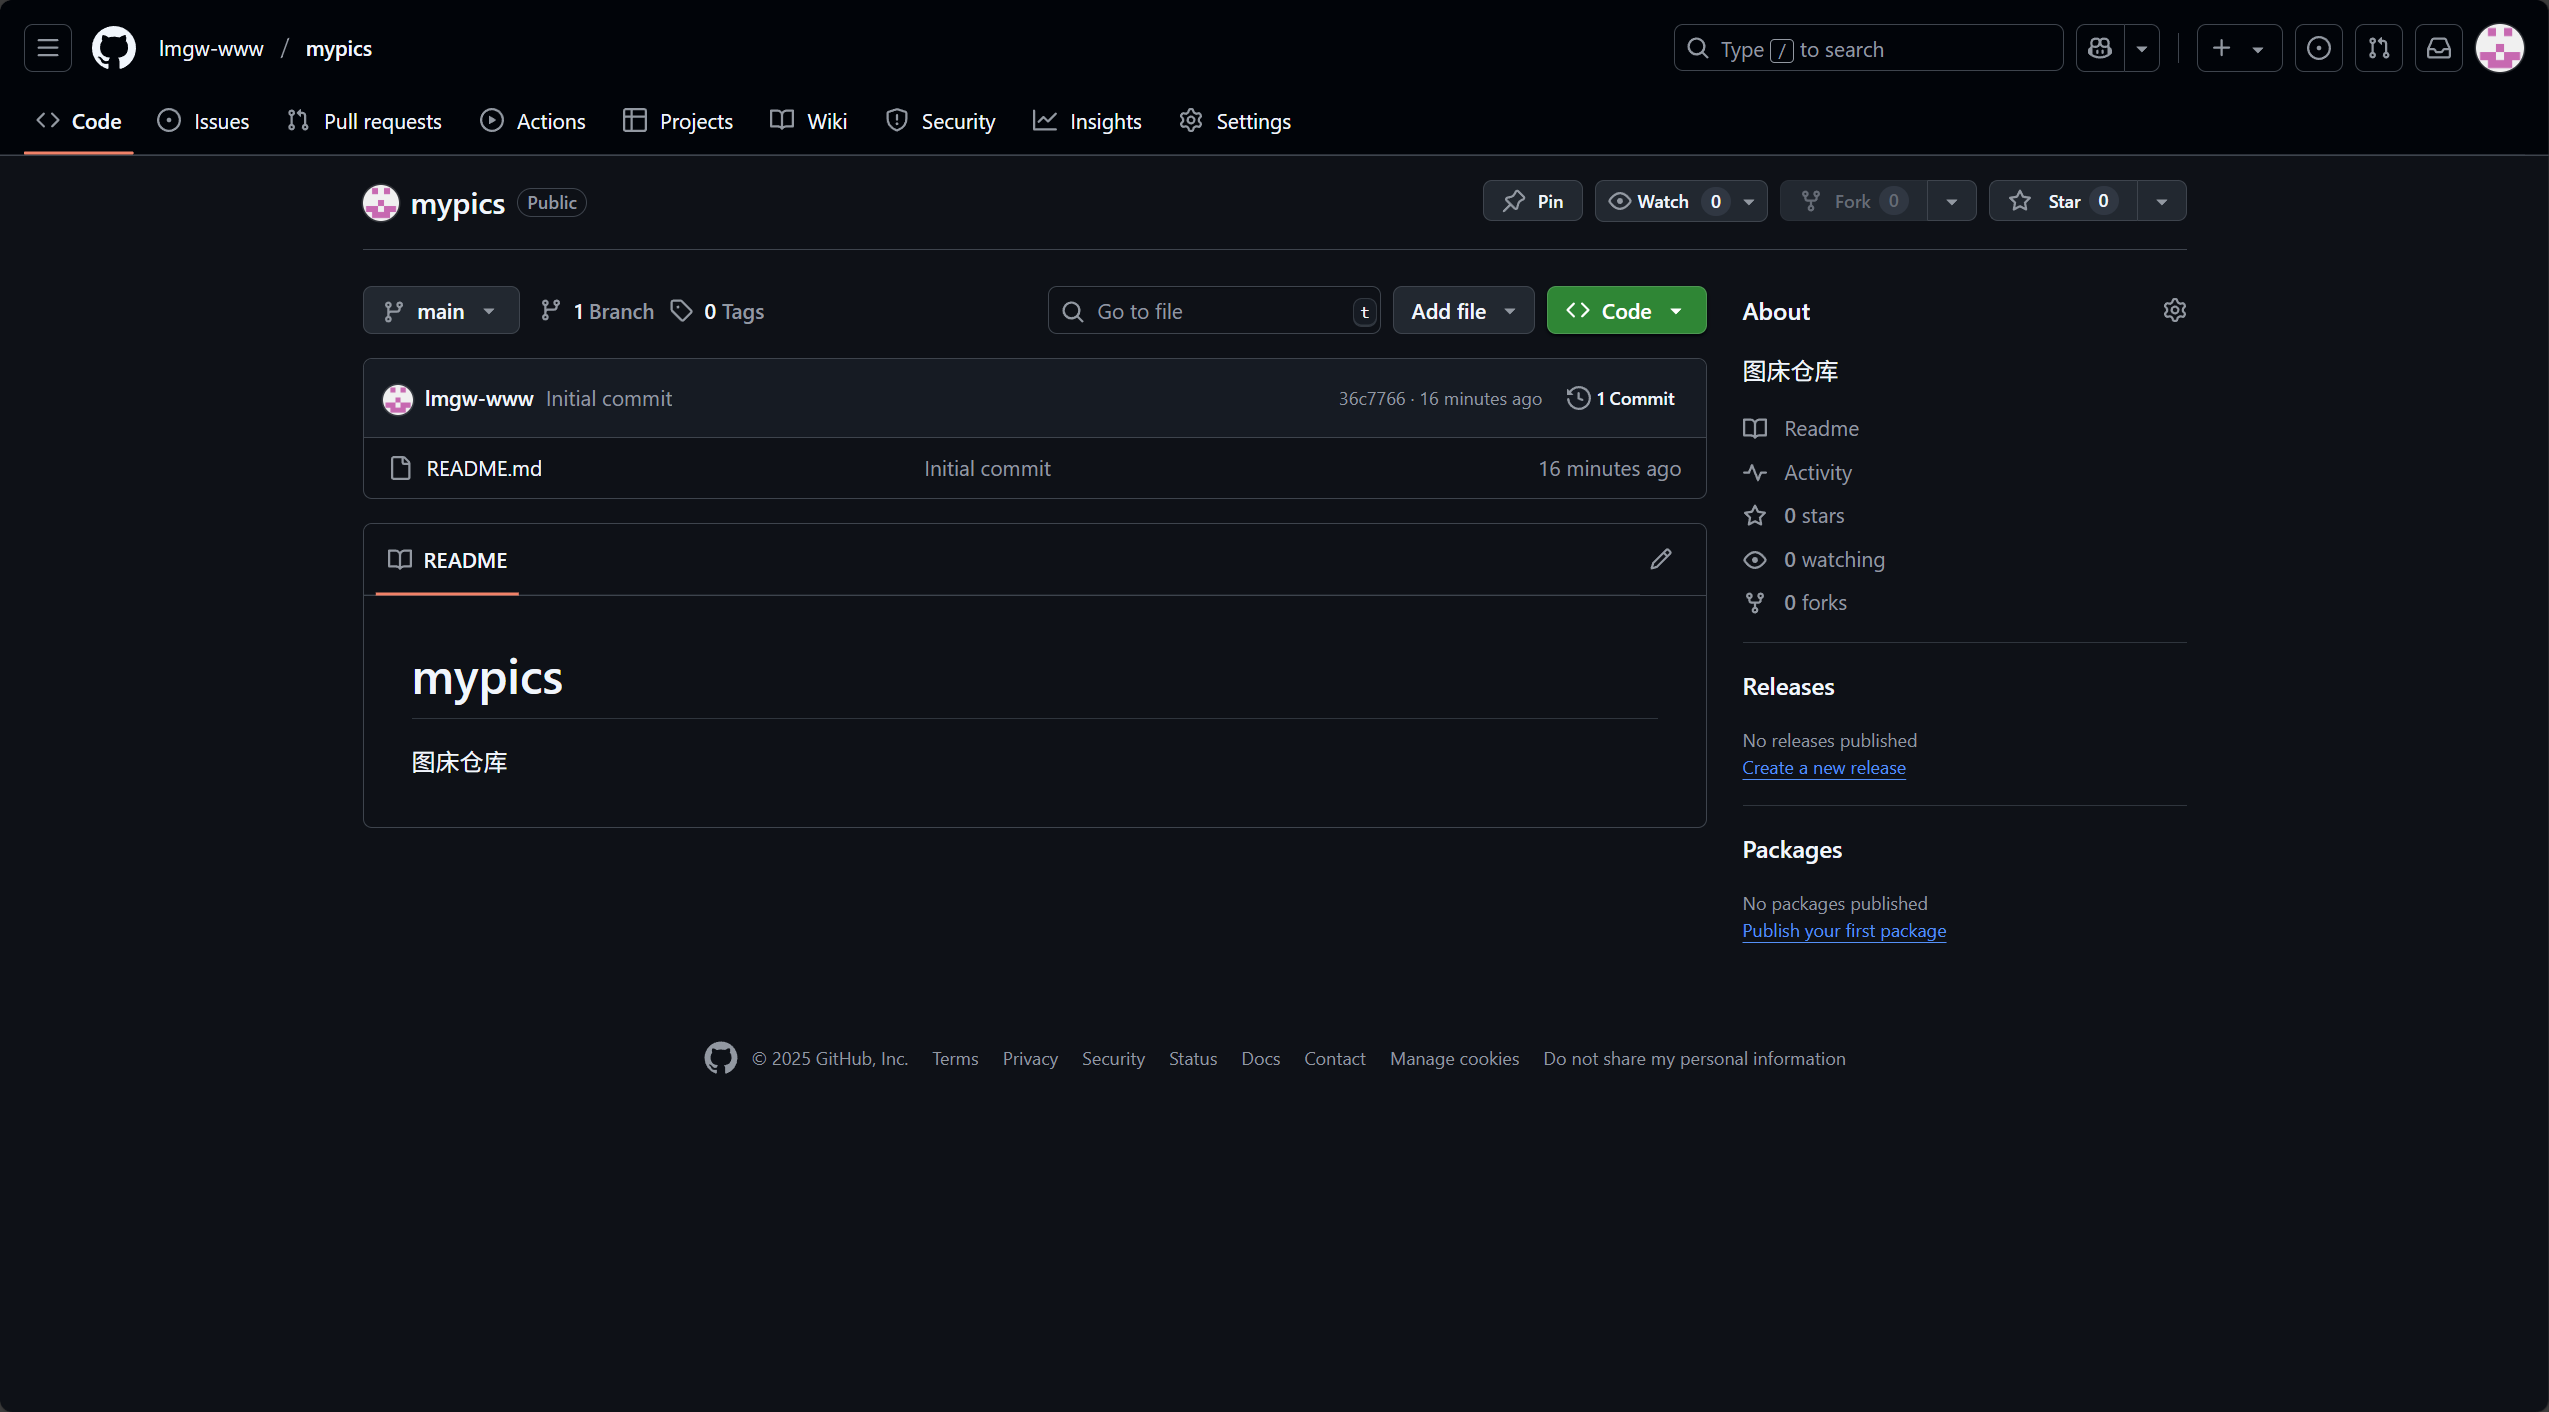 lmgw-www / mypics
Type / to search
Code Issues Pull requests Actions Projects Wiki Security Insights Settings
mypics Public
Pin Watch 0 Fork 0 Star 0
main 1 Branch 0 Tags
Go to file t Add file Code
lmgw-www Initial commit 36c7766 · 16 minutes ago 1 Commit
README.md Initial commit 16 minutes ago
README
mypics
图床仓库
About
图床仓库
Readme
Activity
0 stars
0 watching
0 forks
Releases
No releases published
Create a new release
Packages
No packages published
Publish your first package
© 2025 GitHub, Inc. Terms Privacy Security Status Docs Contact Manage cookies Do not share my personal information